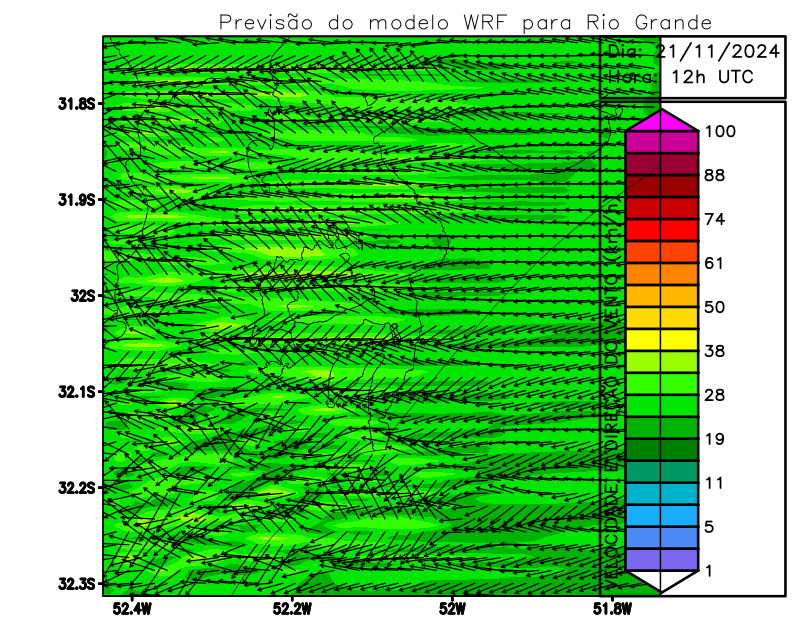 Previsão do modelo WRF para Rio Grande
Dia: 21/11/2024
Hora: 12h UTC
31.8S
31.9S
32S
32.1S
32.2S
32.3S
52.4W
52.2W
52W
51.8W
VELOCIDADE E DIREÇÃO DO VENTO (km/h)
100
88
74
61
50
38
28
19
11
5
1